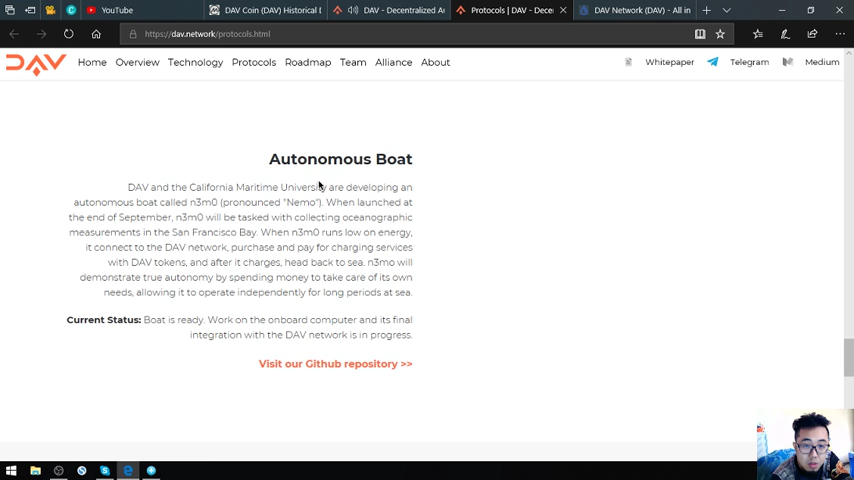 YouTube
DAV Coin (DAV) Historical D
DAV - Decentralized Au
Protocols | DAV - Decen
DAV Network (DAV) - All in
https://dav.network/protocols.html
DAV
Home Overview Technology Protocols Roadmap Team Alliance About
Whitepaper Telegram Medium
Autonomous Boat
DAV and the California Maritime University are developing an
autonomous boat called n3m0 (pronounced "Nemo"). When launched at
the end of September, n3m0 will be tasked with collecting oceanographic
measurements in the San Francisco Bay. When n3m0 runs low on energy,
it connect to the DAV network, purchase and pay for charging services
with DAV tokens, and after it charges, head back to sea. n3mo will
demonstrate true autonomy by spending money to take care of its own
needs, allowing it to operate independently for long periods at sea.
Current Status: Boat is ready. Work on the onboard computer and its final
integration with the DAV network is in progress.
Visit our Github repository >>